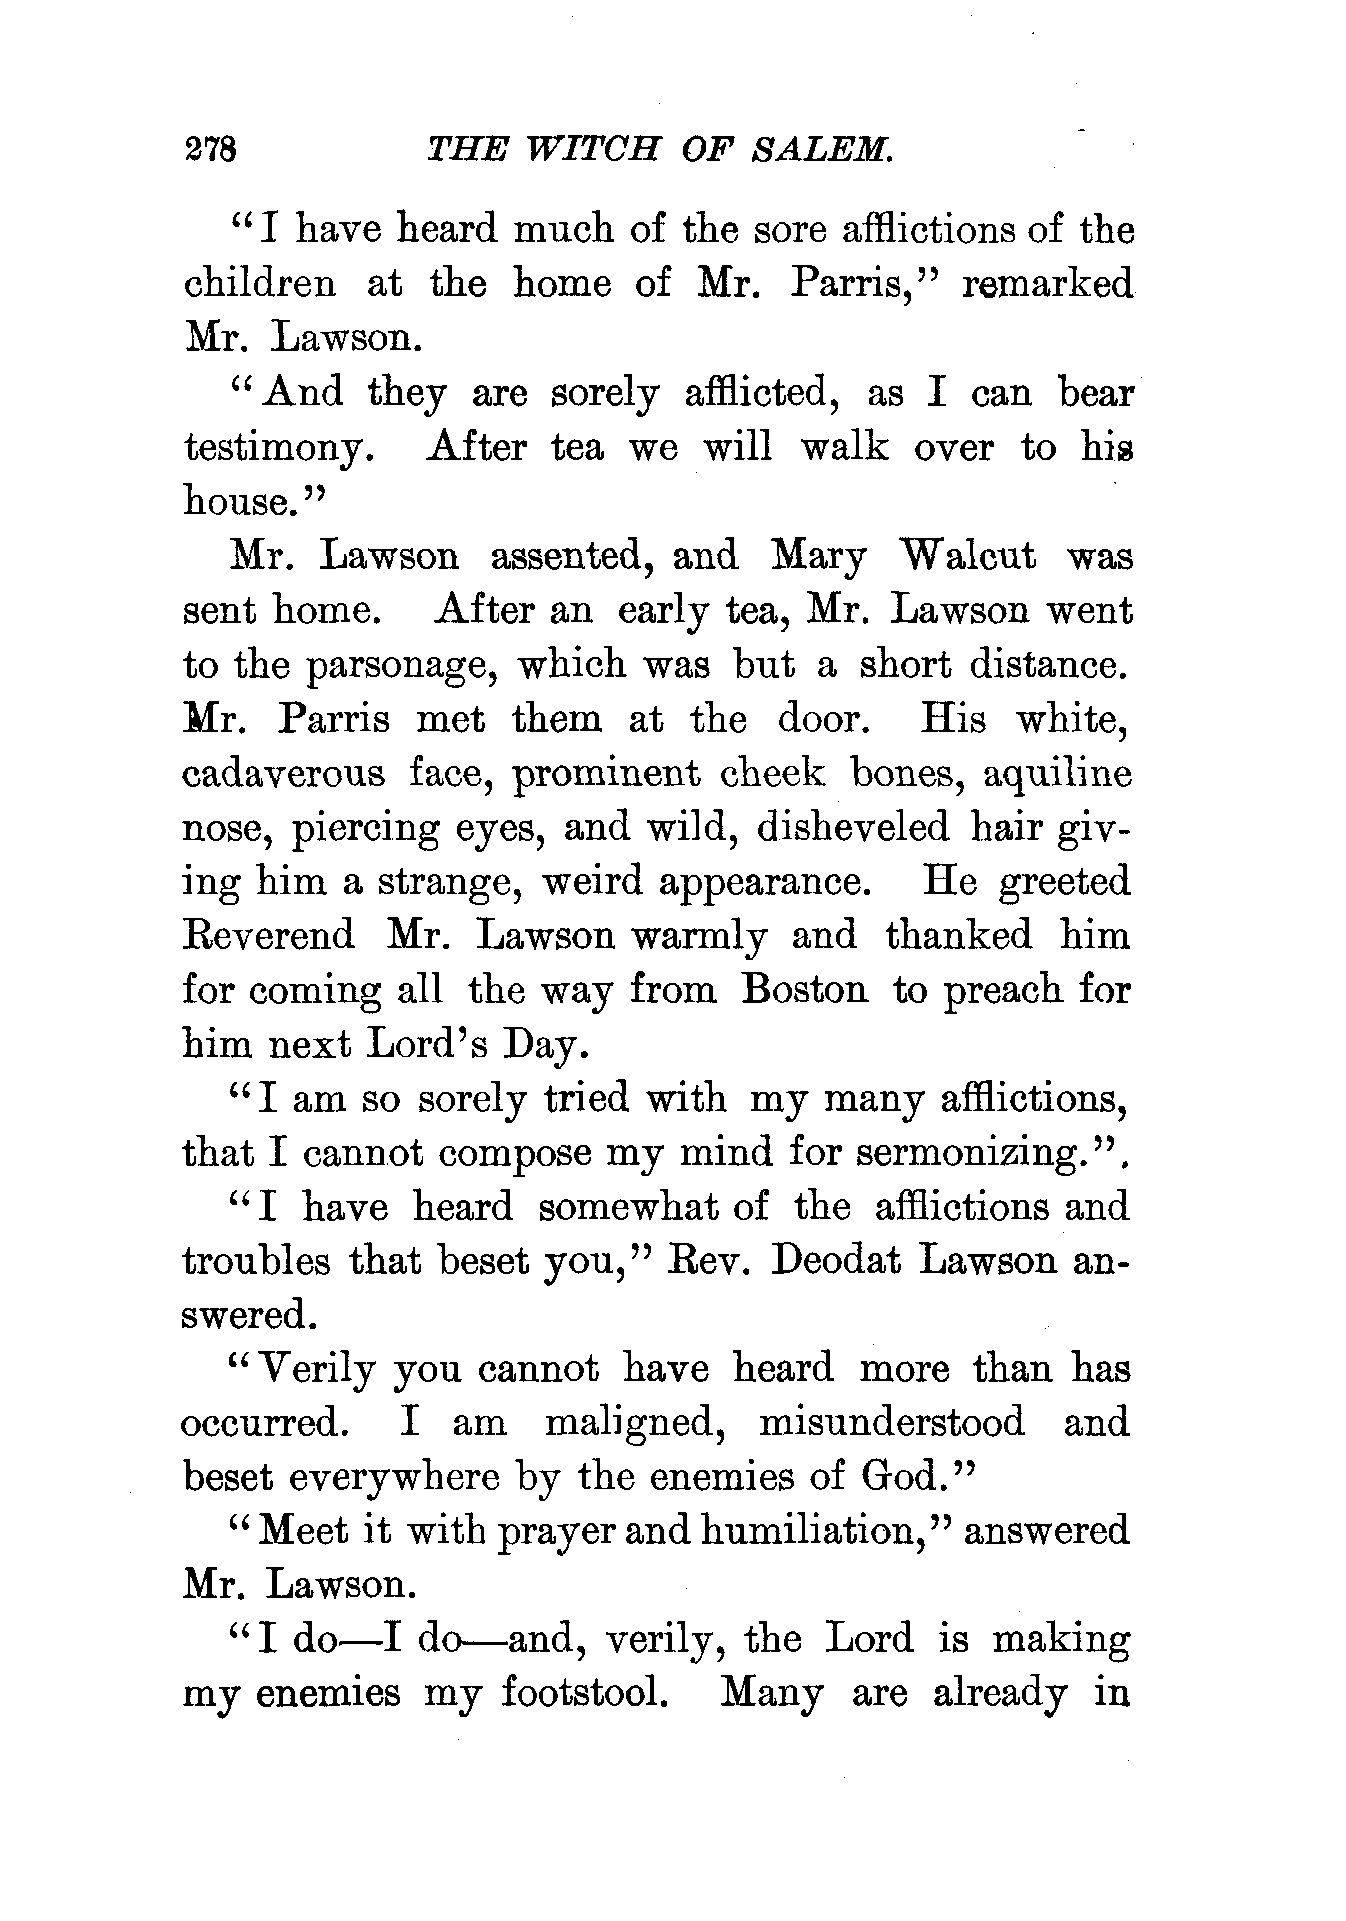 278 THE WITCH OF SALEM.
“I have heard much of the sore afflictions of the
children at the home of Mr. Parris,” remarked
Mr. Lawson.
“And they are sorely afflicted, as I can bear
testimony. After tea we will walk over to his
house.”
Mr. Lawson assented, and Mary Walcut was
sent home. After an early tea, Mr. Lawson went
to the parsonage, which was but a short distance.
Mr. Parris met them at the door. His white,
cadaverous face, prominent cheek bones, aquiline
nose, piercing eyes, and wild, disheveled hair giv-
ing him a strange, weird appearance. He greeted
Reverend Mr. Lawson warmly and thanked him
for coming all the way from Boston to preach for
him next Lord’s Day.
“I am so sorely tried with my many afflictions,
that I cannot compose my mind for sermonizing.”.
“I have heard somewhat of the afflictions and
troubles that beset you,” Rev. Deodat Lawson an-
swered.
“Verily you cannot have heard more than has
occurred. I am maligned, misunderstood and
beset everywhere by the enemies of God.”
“Meet it with prayer and humiliation,” answered
Mr. Lawson.
“I do—I do—and, verily, the Lord is making
my enemies my footstool. Many are already in